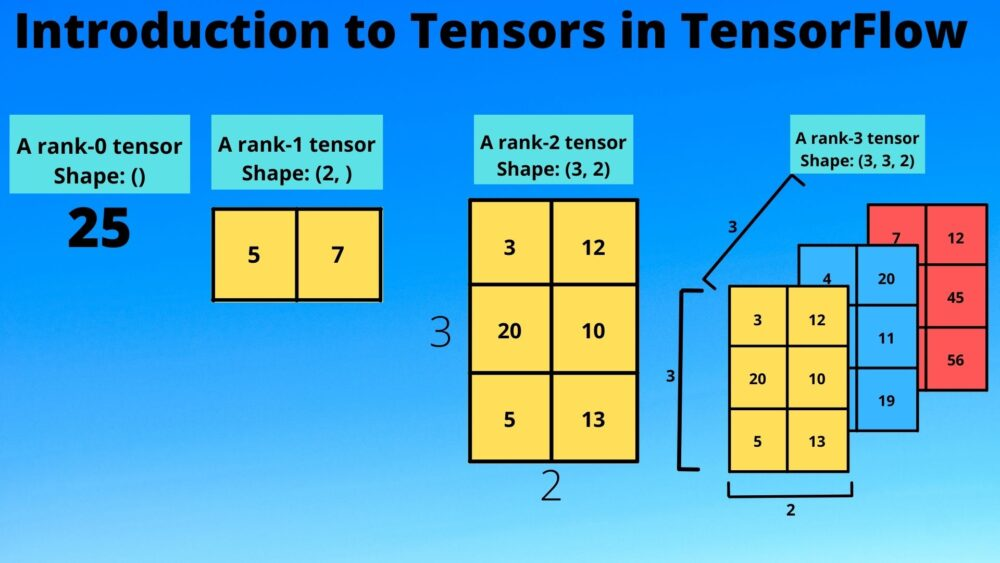 Introduction to Tensors in TensorFlow
A rank-0 tensor
Shape: ()
25
A rank-1 tensor
Shape: (2, )
5 7
A rank-2 tensor
Shape: (3, 2)
3 12
20 10
5 13
3
2
A rank-3 tensor
Shape: (3, 3, 2)
3
3
2
3 12
20 10
5 13
4 20
11
19
7 12
45
56